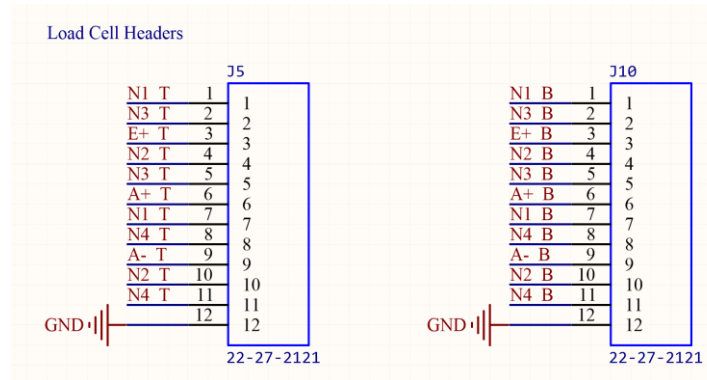 Load Cell Headers
J5
N1 T 1 1
N3 T 2 2
E+ T 3 3
N2 T 4 4
N3 T 5 5
A+ T 6 6
N1 T 7 7
N4 T 8 8
A- T 9 9
N2 T 10 10
N4 T 11 11
GND 12 12
22-27-2121
J10
N1 B 1 1
N3 B 2 2
E+ B 3 3
N2 B 4 4
N3 B 5 5
A+ B 6 6
N1 B 7 7
N4 B 8 8
A- B 9 9
N2 B 10 10
N4 B 11 11
GND 12 12
22-27-2121